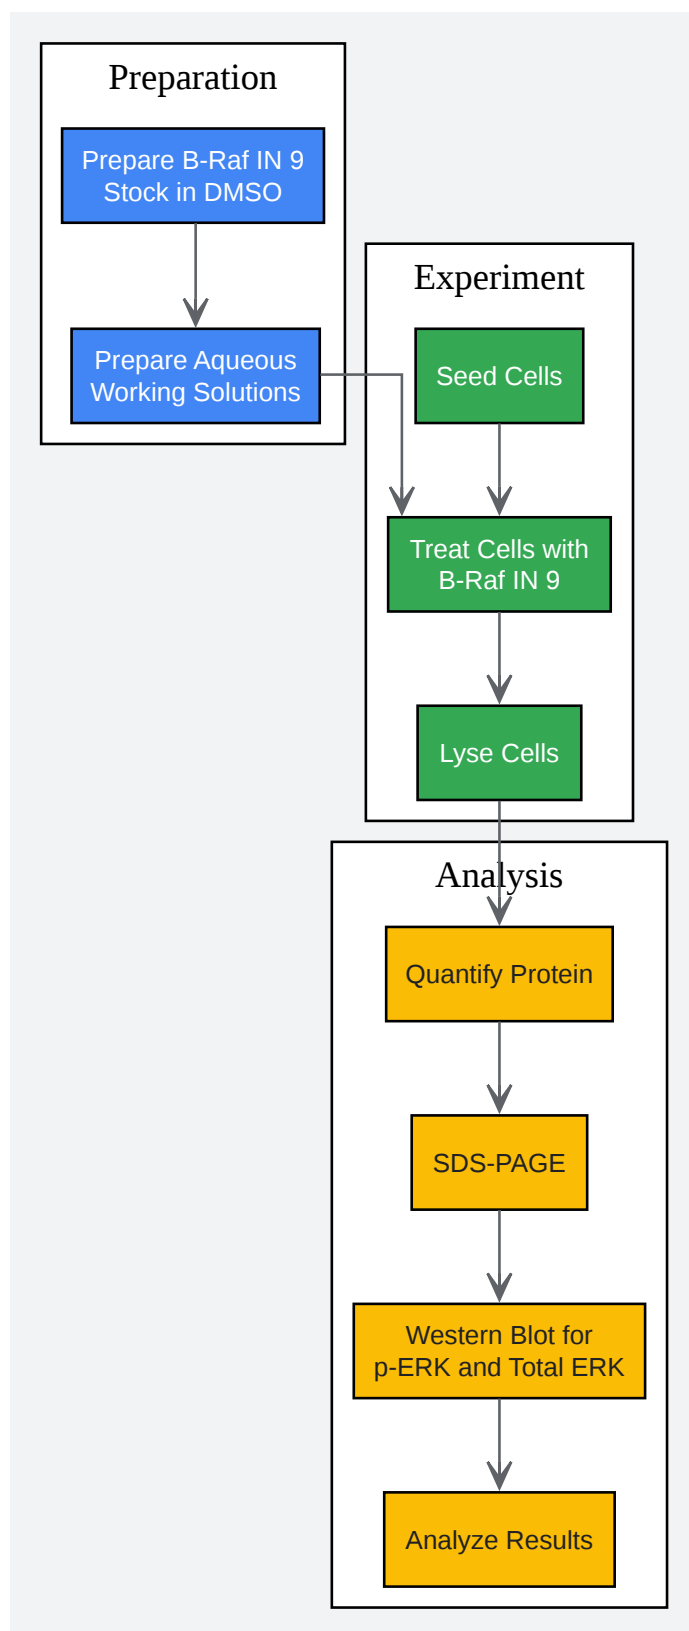 Preparation
Prepare B-Raf IN 9
Stock in DMSO
Prepare Aqueous
Working Solutions
Experiment
Seed Cells
Treat Cells with
B-Raf IN 9
Lyse Cells
Analysis
Quantify Protein
SDS-PAGE
Western Blot for
p-ERK and Total ERK
Analyze Results